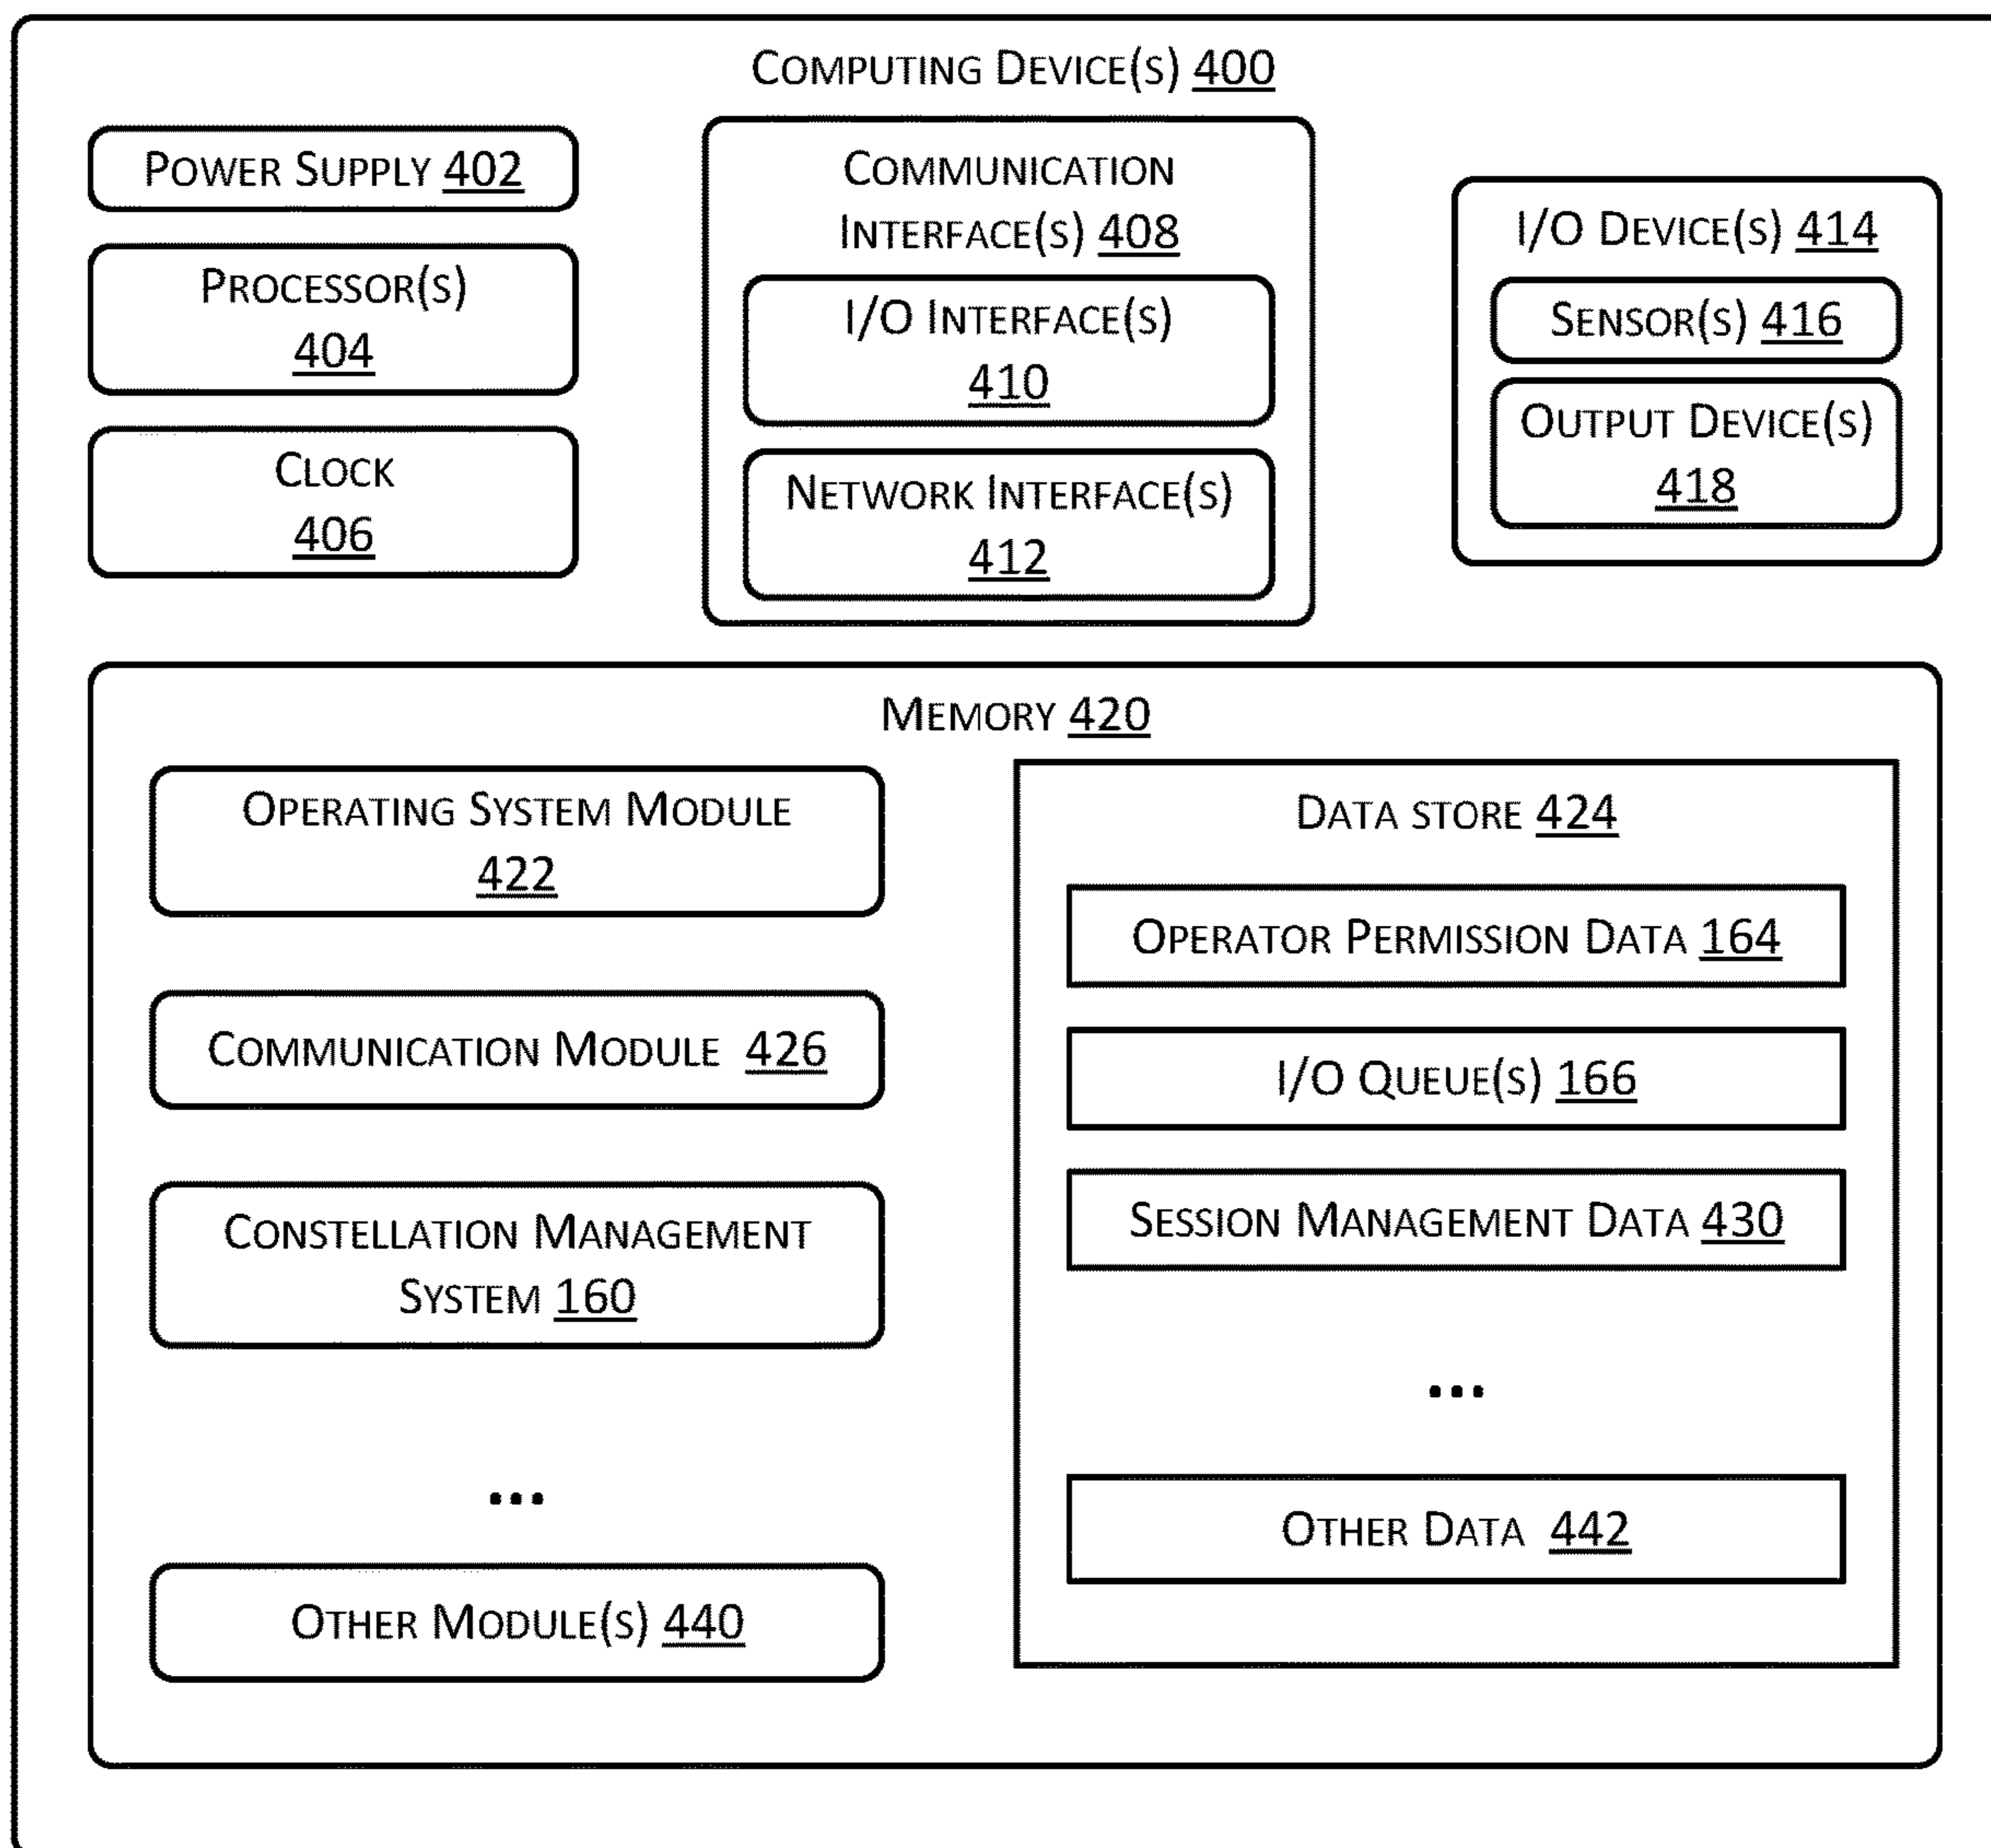 COMPUTING DEVICE(S) 400
POWER SUPPLY 402
PROCESSOR(S)
404
CLOCK
406
COMMUNICATION
INTERFACE(S) 408
I/O INTERFACE(S)
410
NETWORK INTERFACE(S)
412
I/O DEVICE(S) 414
SENSOR(S) 416
OUTPUT DEVICE(S)
418
MEMORY 420
OPERATING SYSTEM MODULE
422
COMMUNICATION MODULE 426
CONSTELLATION MANAGEMENT
SYSTEM 160
...
OTHER MODULE(S) 440
DATA STORE 424
OPERATOR PERMISSION DATA 164
I/O QUEUE(S) 166
SESSION MANAGEMENT DATA 430
...
OTHER DATA 442